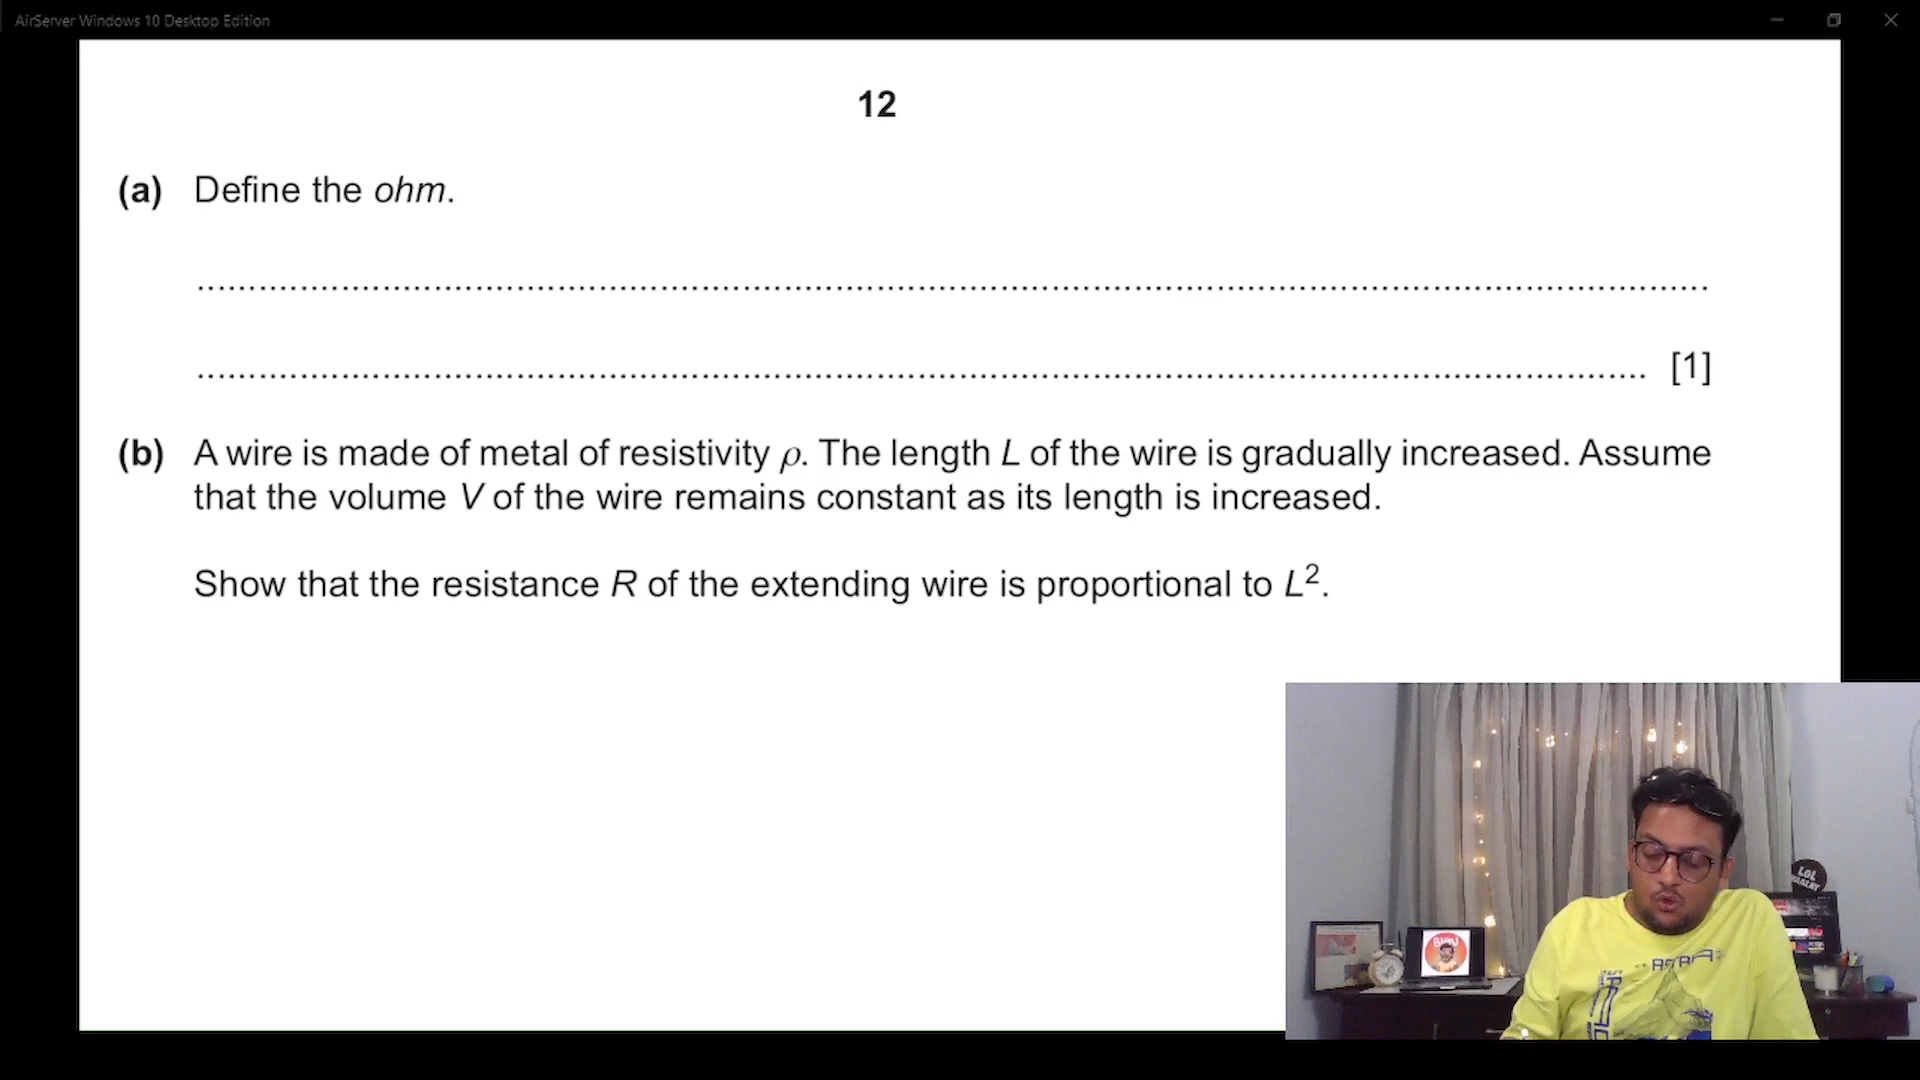 AirServer Windows 10 Desktop Edition
12
(a) Define the ohm.
........................................................................................................................................
.................................................................................................................................. [1]
(b) A wire is made of metal of resistivity ρ. The length L of the wire is gradually increased. Assume
that the volume V of the wire remains constant as its length is increased.
Show that the resistance R of the extending wire is proportional to L².
LOL